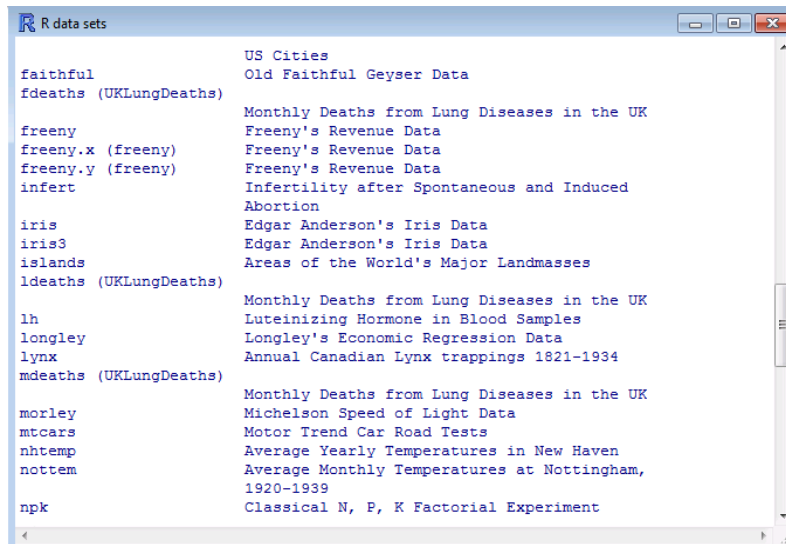 R data sets
US Cities
faithful Old Faithful Geyser Data
fdeaths (UKLungDeaths)
Monthly Deaths from Lung Diseases in the UK
freeny Freeny's Revenue Data
freeny.x (freeny) Freeny's Revenue Data
freeny.y (freeny) Freeny's Revenue Data
infert Infertility after Spontaneous and Induced
Abortion
iris Edgar Anderson's Iris Data
iris3 Edgar Anderson's Iris Data
islands Areas of the World's Major Landmasses
ldeaths (UKLungDeaths)
Monthly Deaths from Lung Diseases in the UK
lh Luteinizing Hormone in Blood Samples
longley Longley's Economic Regression Data
lynx Annual Canadian Lynx trappings 1821-1934
mdeaths (UKLungDeaths)
Monthly Deaths from Lung Diseases in the UK
morley Michelson Speed of Light Data
mtcars Motor Trend Car Road Tests
nhtemp Average Yearly Temperatures in New Haven
nottem Average Monthly Temperatures at Nottingham,
1920-1939
npk Classical N, P, K Factorial Experiment